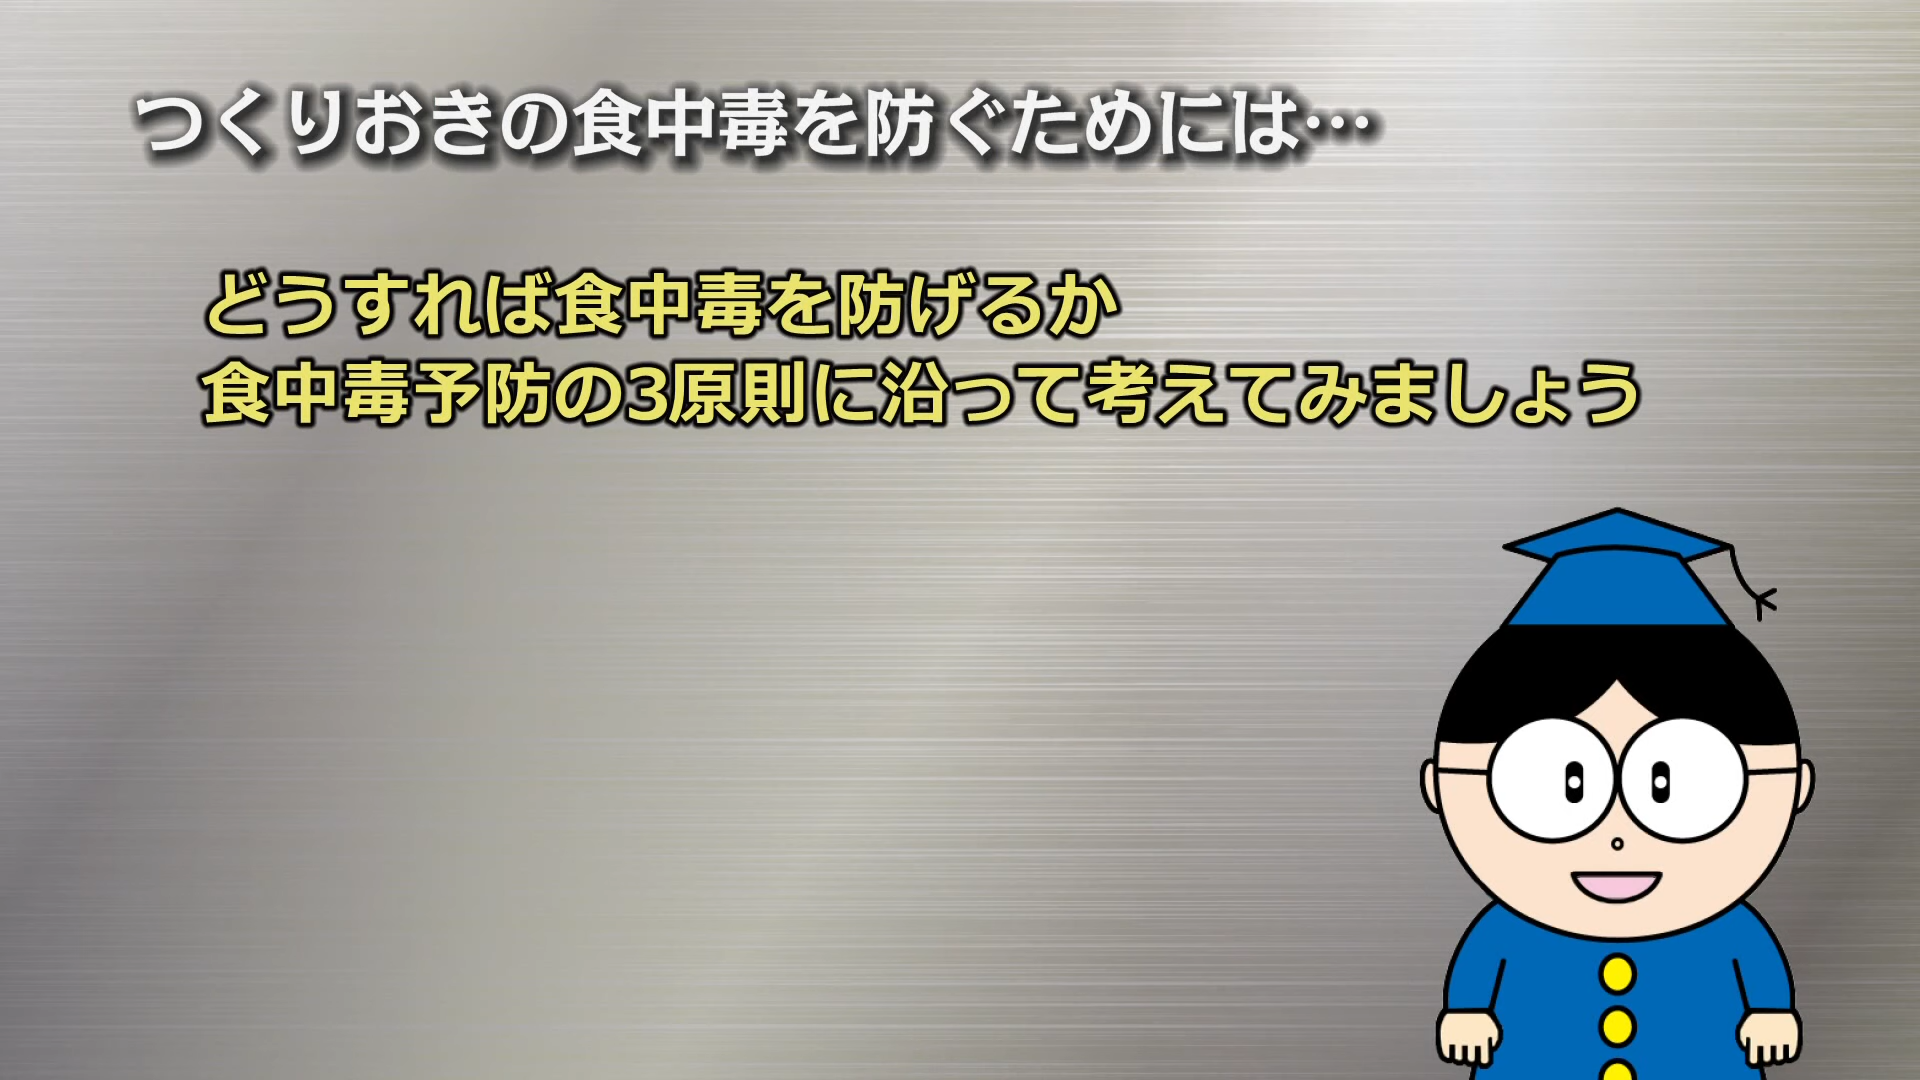 つくりおきの食中毒を防ぐためには…
どうすれば食中毒を防げるか
食中毒予防の3原則に沿って考えてみましょう